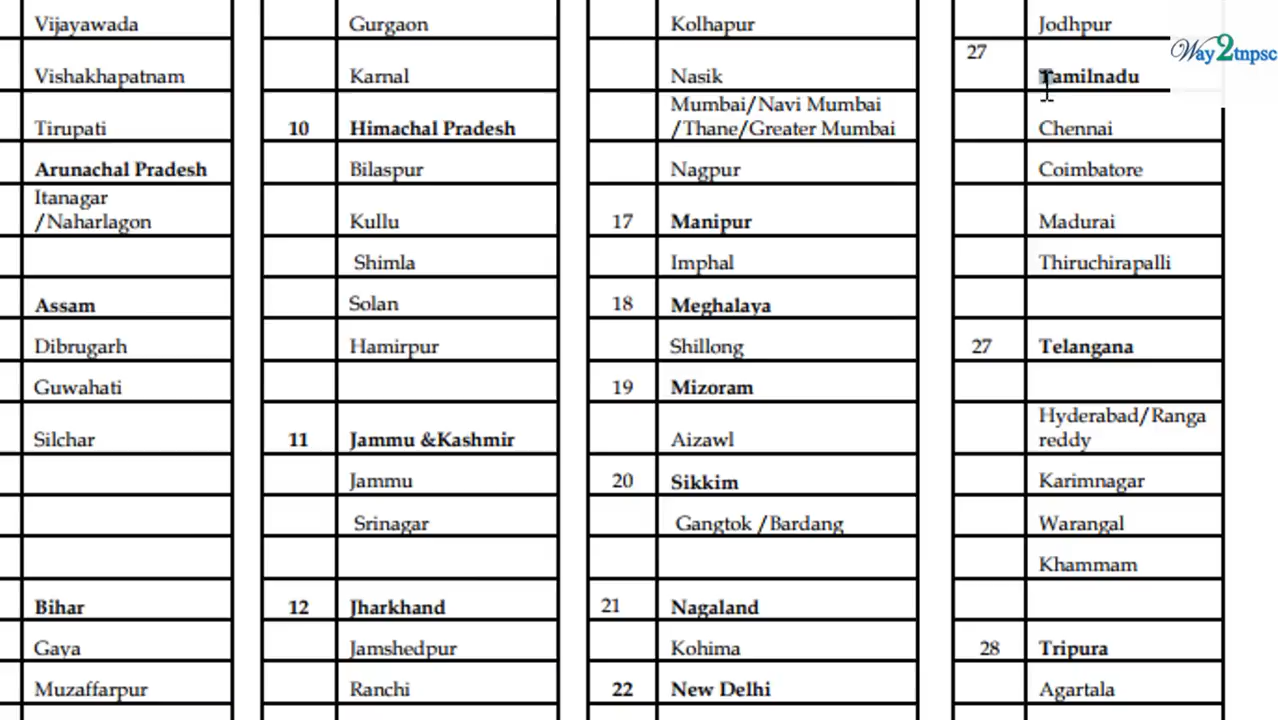 Vijayawada
Vishakhapatnam
Tirupati
Arunachal Pradesh
Itanagar
/Naharlagon
Assam
Dibrugarh
Guwahati
Silchar
Bihar
Gaya
Muzaffarpur
Gurgaon
Karnal
10 Himachal Pradesh
Bilaspur
Kullu
Shimla
Solan
Hamirpur
11 Jammu &Kashmir
Jammu
Srinagar
12 Jharkhand
Jamshedpur
Ranchi
Kolhapur
Nasik
Mumbai/Navi Mumbai
/Thane/Greater Mumbai
Nagpur
17 Manipur
Imphal
18 Meghalaya
Shillong
19 Mizoram
Aizawl
20 Sikkim
Gangtok /Bardang
21 Nagaland
Kohima
22 New Delhi
Jodhpur
27 Tamilnadu
Chennai
Coimbatore
Madurai
Thiruchirapalli
27 Telangana
Hyderabad/Ranga
reddy
Karimnagar
Warangal
Khammam
28 Tripura
Agartala
Way2tnpsc